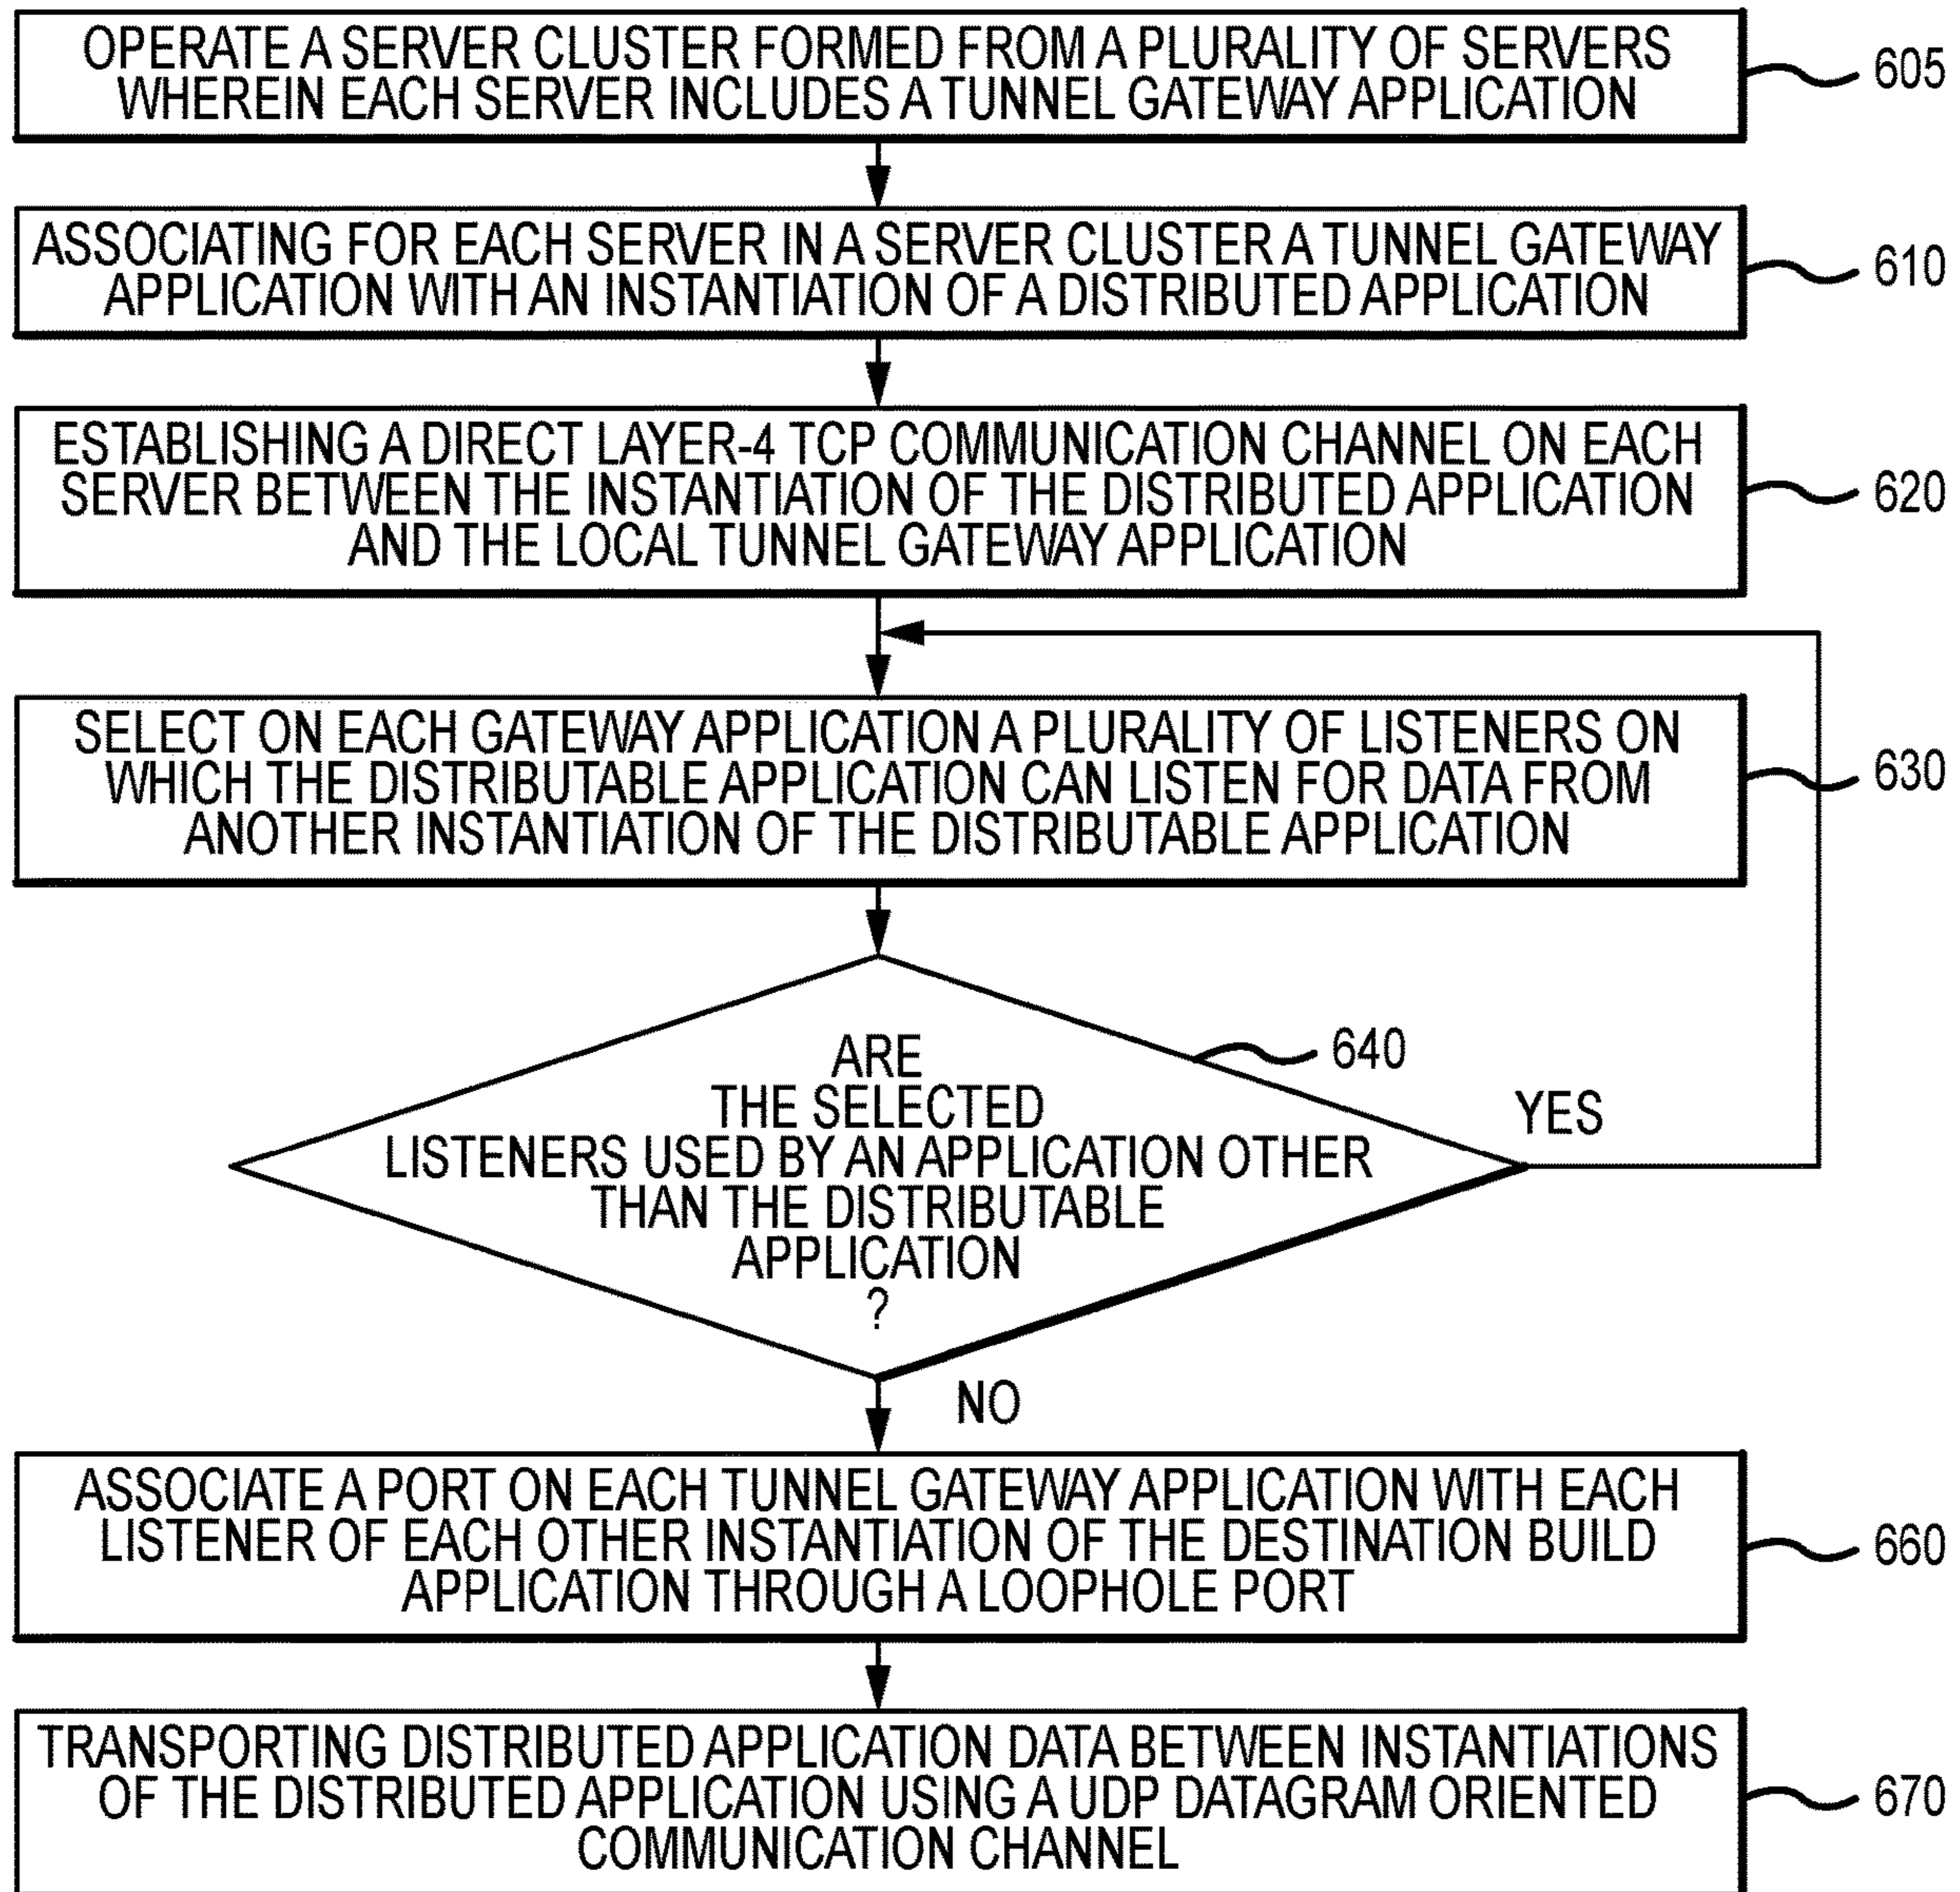 OPERATE A SERVER CLUSTER FORMED FROM A PLURALITY OF SERVERS
WHEREIN EACH SERVER INCLUDES A TUNNEL GATEWAY APPLICATION
605
ASSOCIATING FOR EACH SERVER IN A SERVER CLUSTER A TUNNEL GATEWAY
APPLICATION WITH AN INSTANTIATION OF A DISTRIBUTED APPLICATION
610
ESTABLISHING A DIRECT LAYER-4 TCP COMMUNICATION CHANNEL ON EACH
SERVER BETWEEN THE INSTANTIATION OF THE DISTRIBUTED APPLICATION
AND THE LOCAL TUNNEL GATEWAY APPLICATION
620
SELECT ON EACH GATEWAY APPLICATION A PLURALITY OF LISTENERS ON
WHICH THE DISTRIBUTABLE APPLICATION CAN LISTEN FOR DATA FROM
ANOTHER INSTANTIATION OF THE DISTRIBUTABLE APPLICATION
630
ARE
THE SELECTED
LISTENERS USED BY AN APPLICATION OTHER
THAN THE DISTRIBUTABLE
APPLICATION
?
640
YES
NO
ASSOCIATE A PORT ON EACH TUNNEL GATEWAY APPLICATION WITH EACH
LISTENER OF EACH OTHER INSTANTIATION OF THE DESTINATION BUILD
APPLICATION THROUGH A LOOPHOLE PORT
660
TRANSPORTING DISTRIBUTED APPLICATION DATA BETWEEN INSTANTIATIONS
OF THE DISTRIBUTED APPLICATION USING A UDP DATAGRAM ORIENTED
COMMUNICATION CHANNEL
670